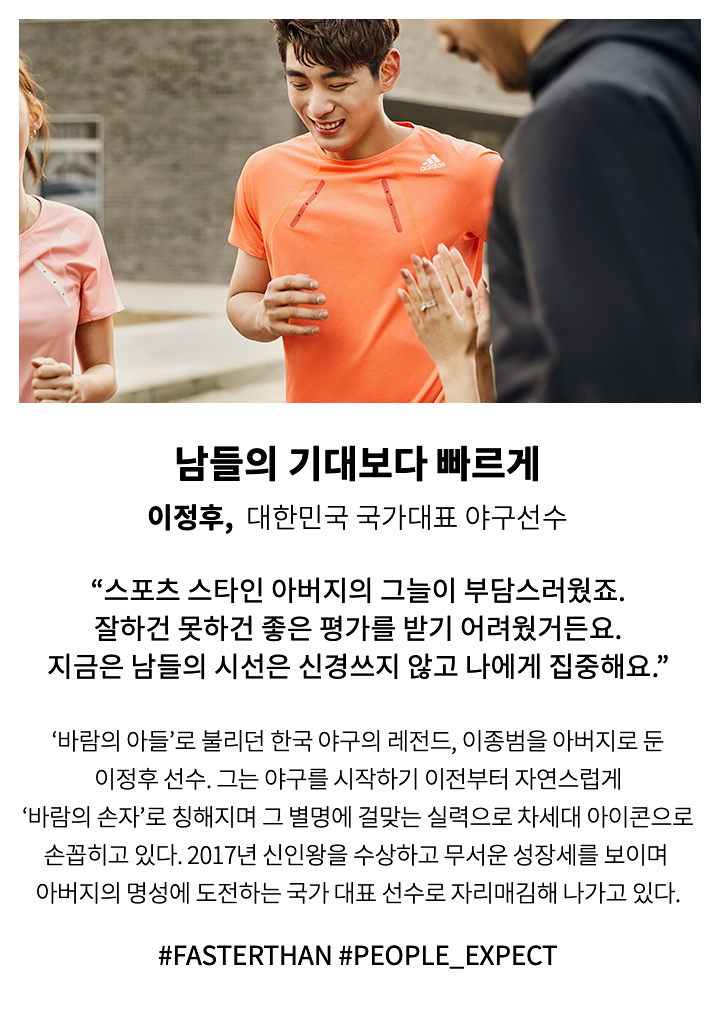 adidas
남들의 기대보다 빠르게
이정후, 대한민국 국가대표 야구선수
“스포츠 스타인 아버지의 그늘이 부담스러웠죠.
잘하건 못하건 좋은 평가를 받기 어려웠거든요.
지금은 남들의 시선은 신경쓰지 않고 나에게 집중해요.”
‘바람의 아들’로 불리던 한국 야구의 레전드, 이종범을 아버지로 둔
이정후 선수. 그는 야구를 시작하기 이전부터 자연스럽게
‘바람의 손자’로 칭해지며 그 별명에 걸맞는 실력으로 차세대 아이콘으로
손꼽히고 있다. 2017년 신인왕을 수상하고 무서운 성장세를 보이며
아버지의 명성에 도전하는 국가 대표 선수로 자리매김해 나가고 있다.
#FASTERTHAN #PEOPLE_EXPECT